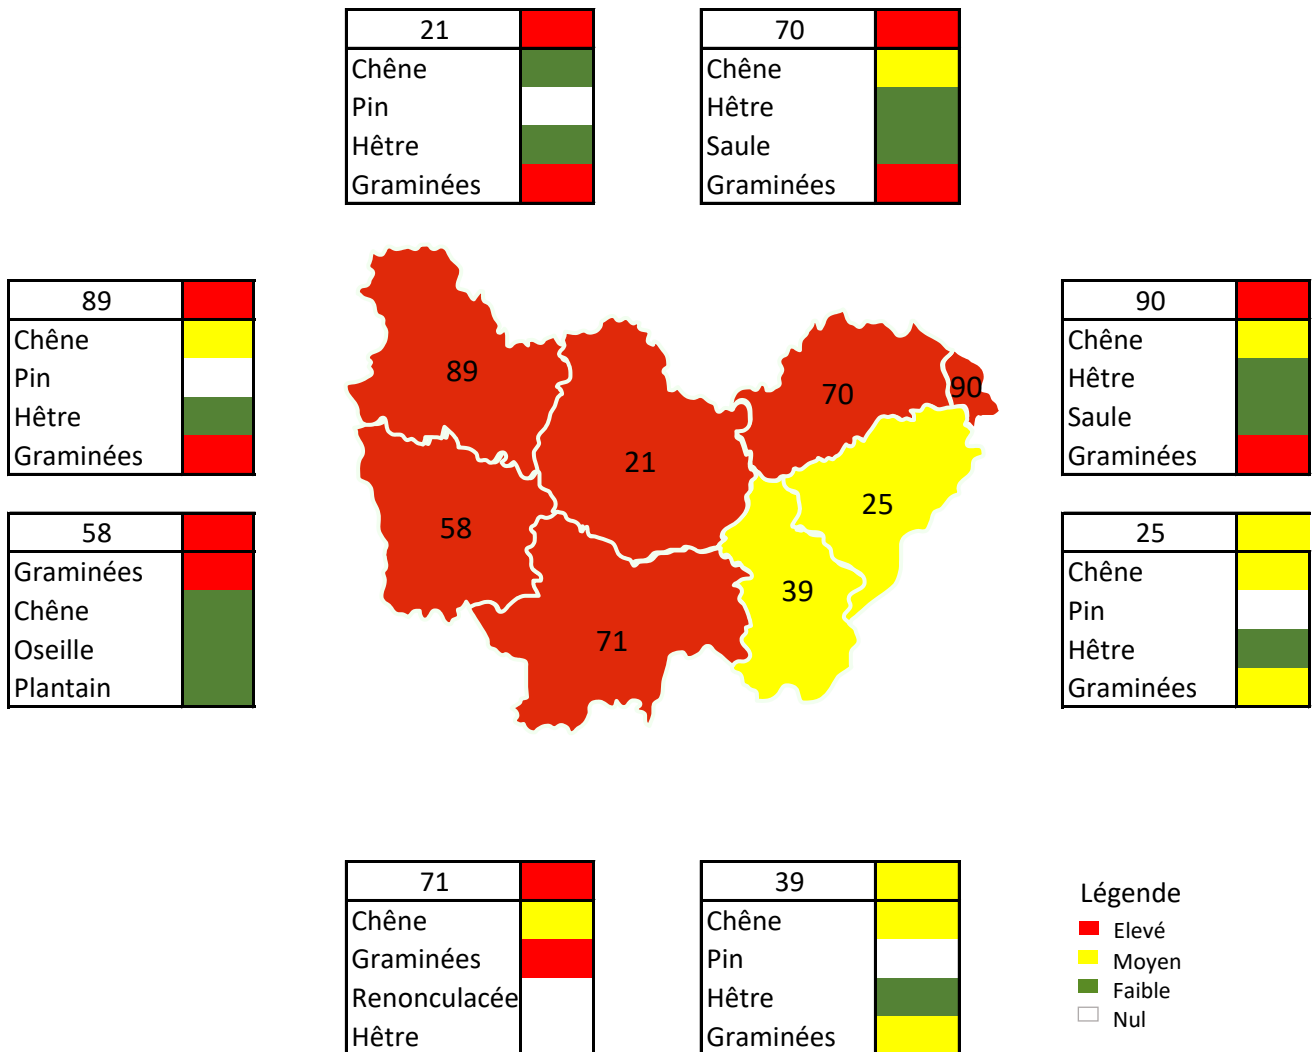 21
Chêne
Pin
Hêtre
Graminées
70
Chêne
Hêtre
Saule
Graminées
89
Chêne
Pin
Hêtre
Graminées
58
Graminées
Chêne
Oseille
Plantain
89
70
90
21
25
58
39
71
90
Chêne
Hêtre
Saule
Graminées
25
Chêne
Pin
Hêtre
Graminées
71
Chêne
Graminées
Renonculacée
Hêtre
39
Chêne
Pin
Hêtre
Graminées
Légende
Elevé
Moyen
Faible
Nul